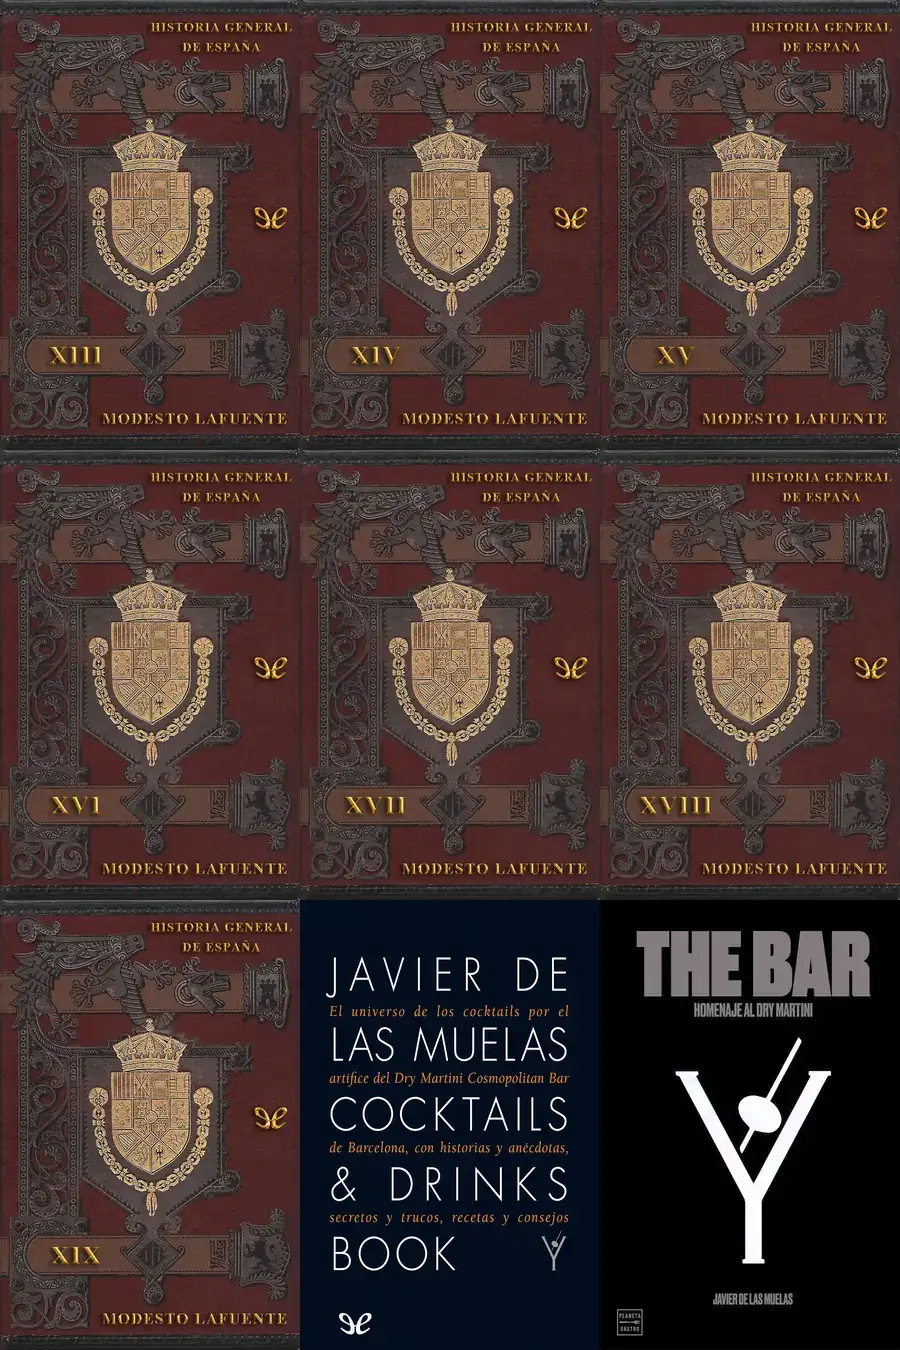 HISTORIA GENERAL
DE ESPAÑA
XIII
MODESTO LAFUENTE
HISTORIA GENERAL
DE ESPAÑA
XIV
MODESTO LAFUENTE
HISTORIA GENERAL
DE ESPAÑA
XV
MODESTO LAFUENTE
HISTORIA GENERAL
DE ESPAÑA
XVI
MODESTO LAFUENTE
HISTORIA GENERAL
DE ESPAÑA
XVII
MODESTO LAFUENTE
HISTORIA GENERAL
DE ESPAÑA
XVIII
MODESTO LAFUENTE
HISTORIA GENERAL
DE ESPAÑA
XIX
MODESTO LAFUENTE
JAVIER DE
El universo de los cocktails por el
LAS MUELAS
artífice del Dry Martini Cosmopolitan Bar
COCKTAILS
de Barcelona, con historias y anécdotas,
& DRINKS
secretos y trucos, recetas y consejos
BOOK
THE BAR
HOMENAJE AL DRY MARTINI
JAVIER DE LAS MUELAS
PLANETA
GASTRO